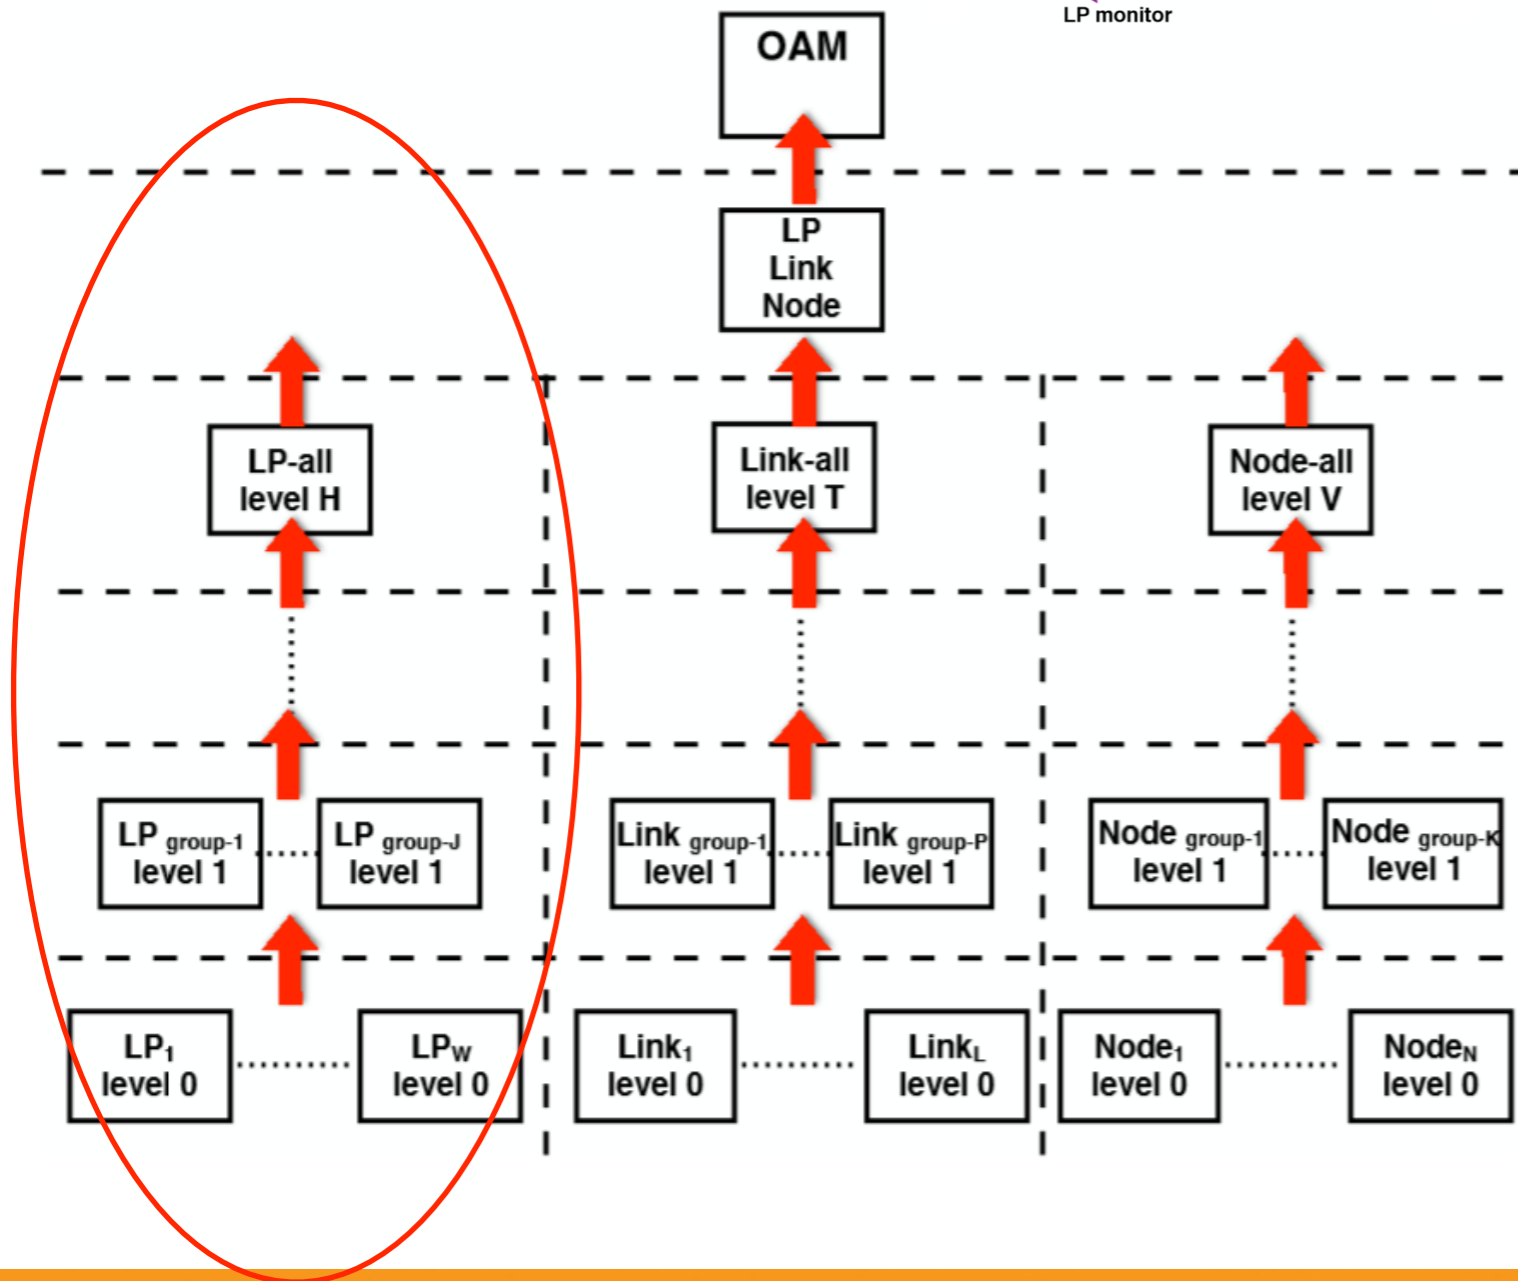 LP monitor
OAM
LP
Link
Node
LP-all
level H
Link-all
level T
Node-all
level V
LP group-1
level 1
LP group-J
level 1
Link group-1
level 1
Link group-P
level 1
Node group-1
level 1
Node group-K
level 1
LP1
level 0
LPW
level 0
Link1
level 0
LinkL
level 0
Node1
level 0
NodeN
level 0